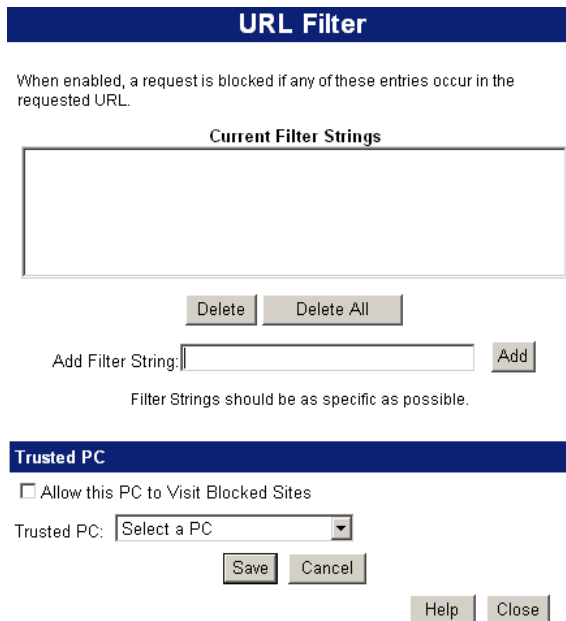 URL Filter
When enabled, a request is blocked if any of these entries occur in the
requested URL.
Current Filter Strings
Delete Delete All
Add Filter String: Add
Filter Strings should be as specific as possible.
Trusted PC
Allow this PC to Visit Blocked Sites
Trusted PC: Select a PC
Save Cancel
Help Close